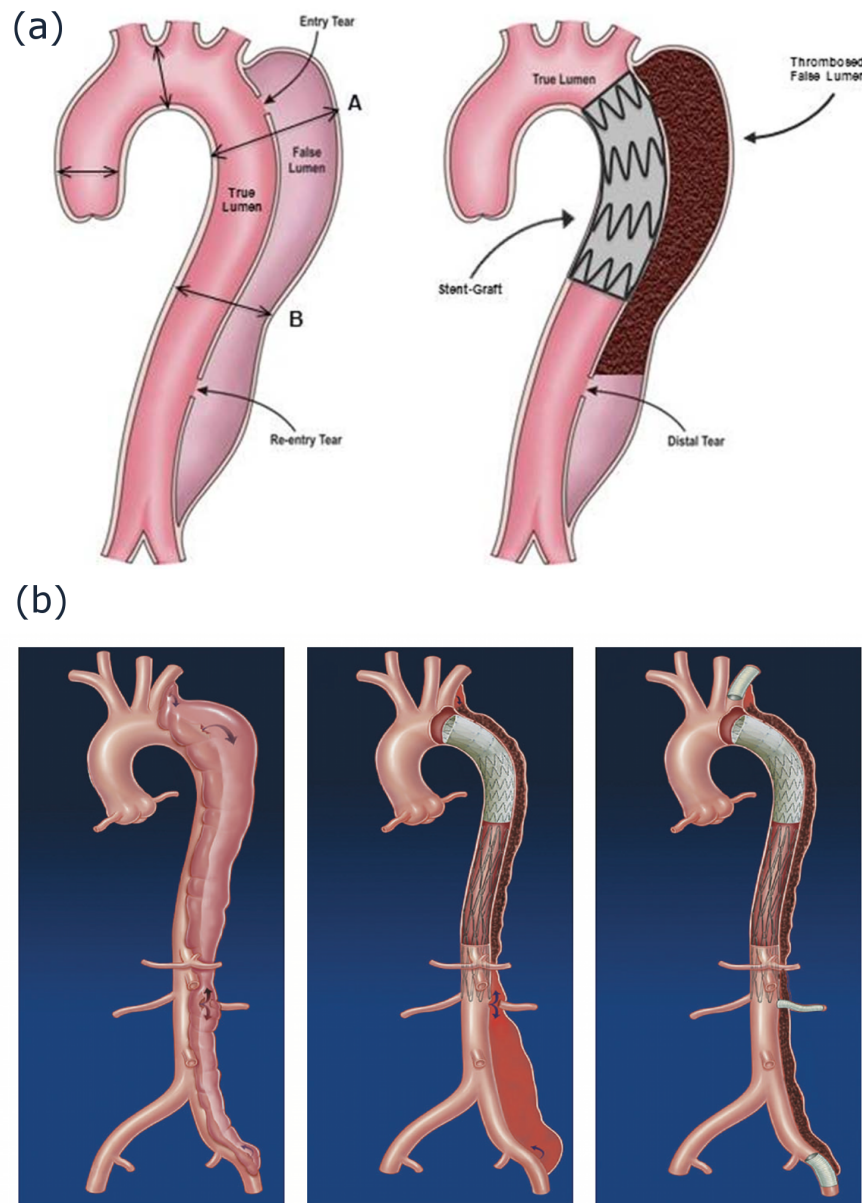 (a)
Entry Tear
A
False
Lumen
True
Lumen
B
Re-entry Tear
True Lumen
Thrombosed
False Lumen
Stent-Graft
Distal Tear
(b)